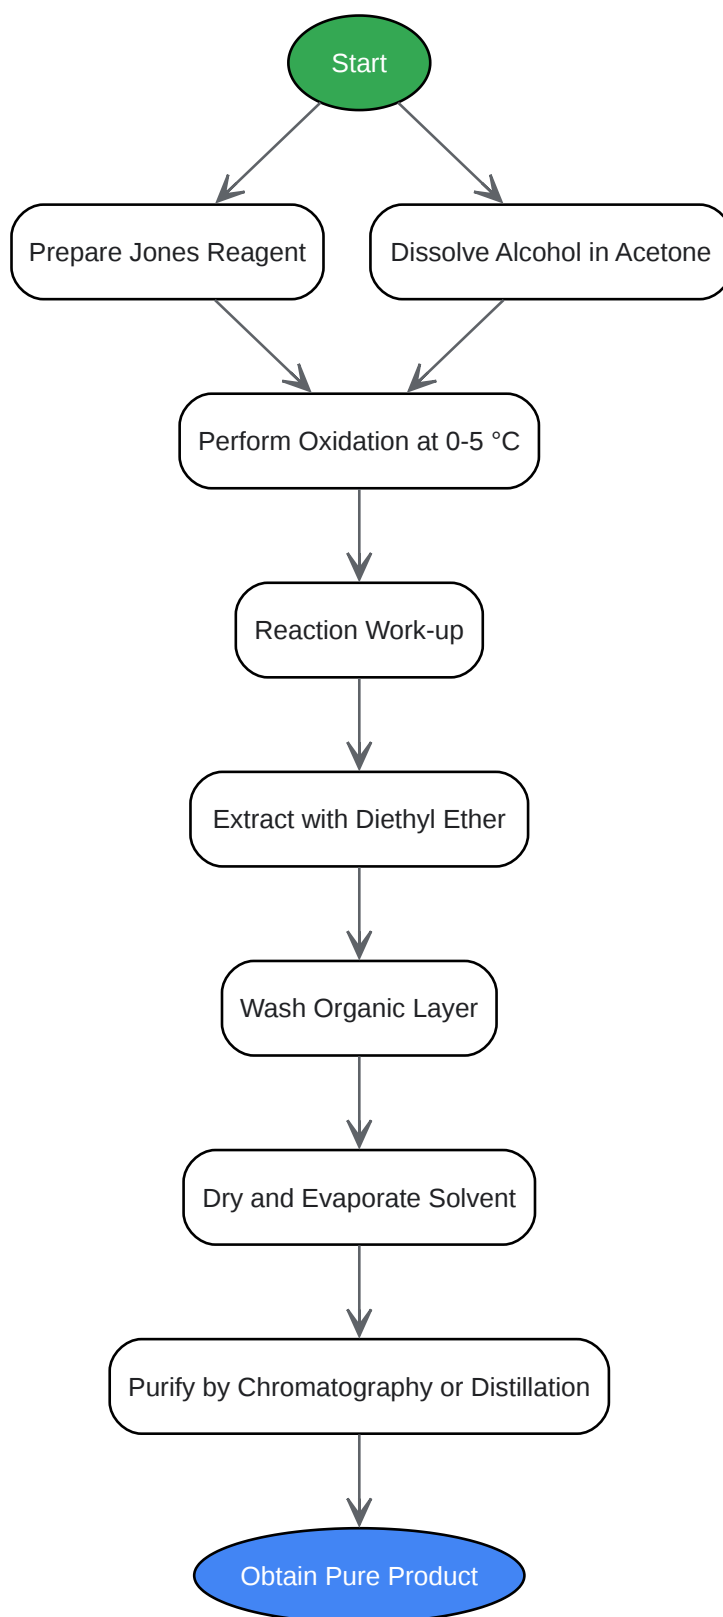 Start
Prepare Jones Reagent
Dissolve Alcohol in Acetone
Perform Oxidation at 0-5 °C
Reaction Work-up
Extract with Diethyl Ether
Wash Organic Layer
Dry and Evaporate Solvent
Purify by Chromatography or Distillation
Obtain Pure Product